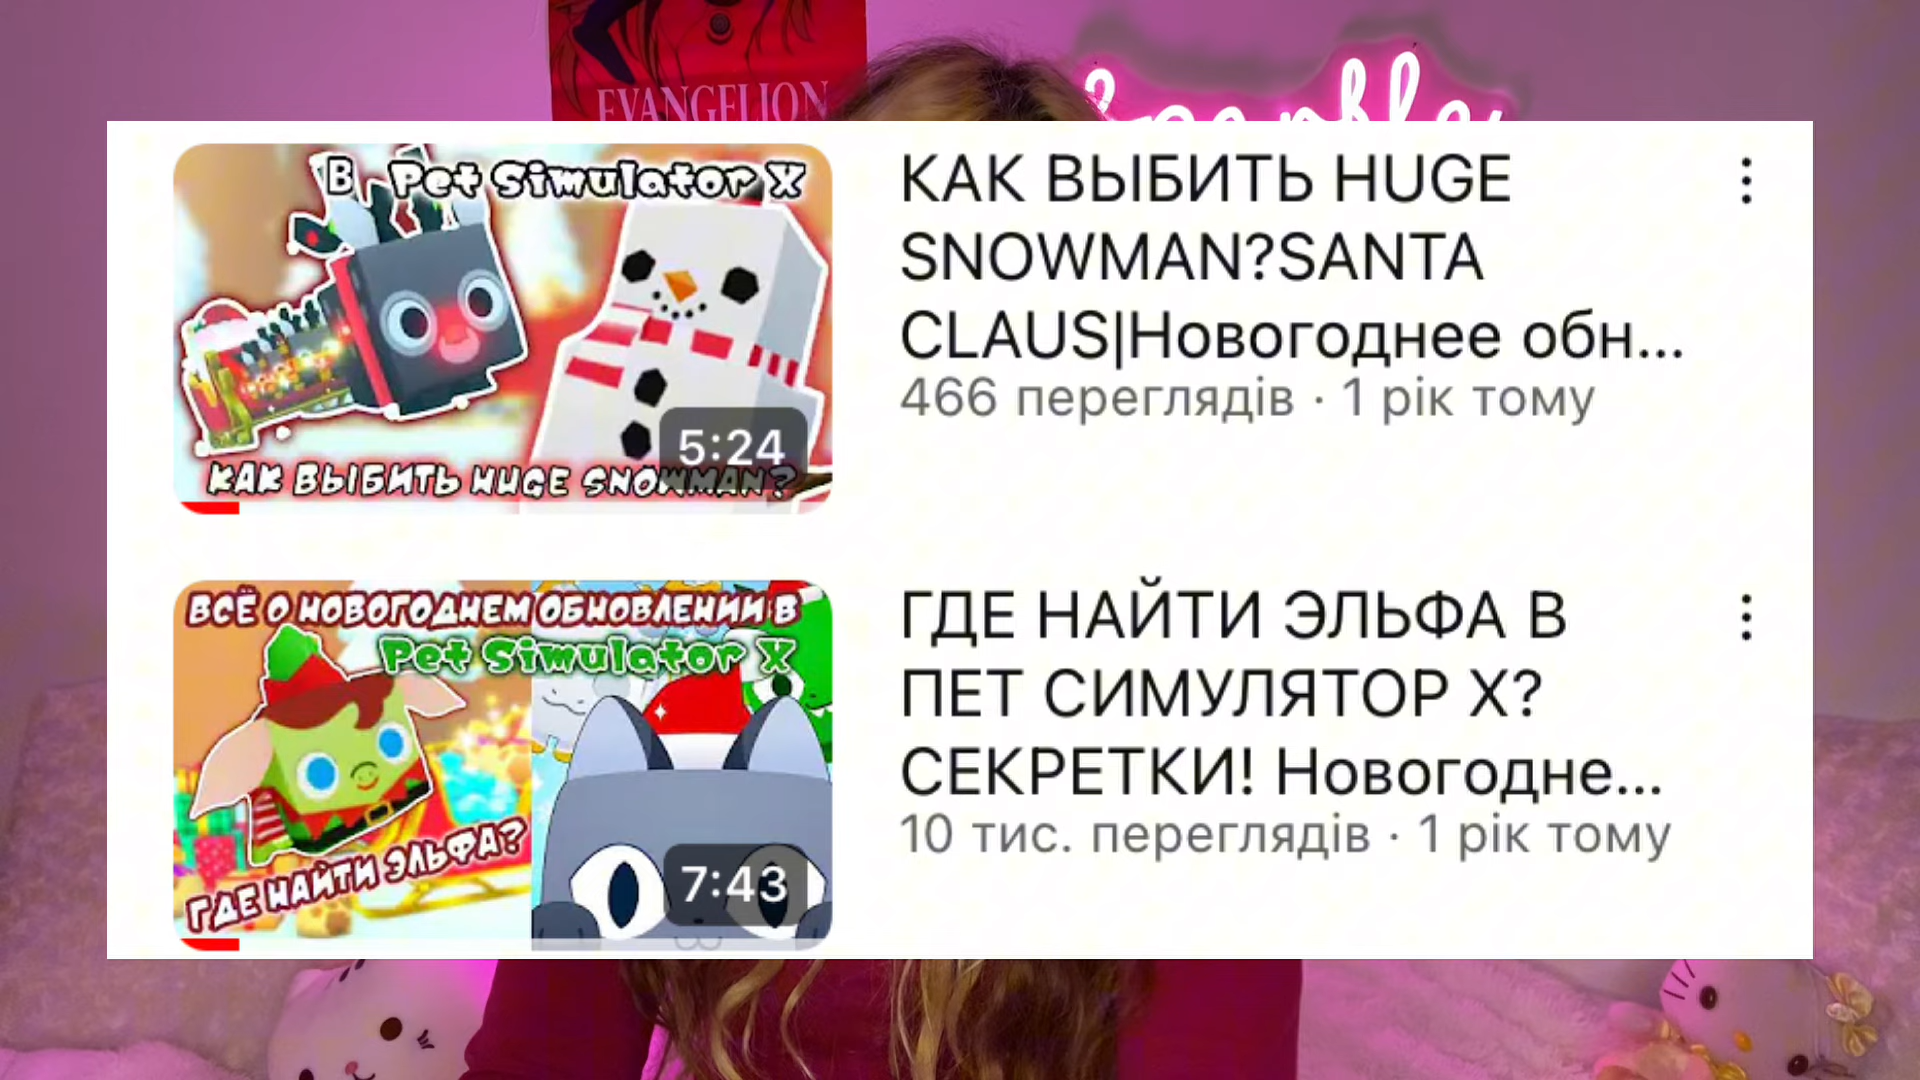 EVANGELION
В Pet Simulator X
КАК ВЫБИТЬ HUGE SNOWMAN?
5:24
КАК ВЫБИТЬ HUGE
SNOWMAN?SANTA
CLAUS|Новогоднее обн...
466 переглядів · 1 рік тому
ВСЁ О НОВОГОДНЕМ ОБНОВЛЕНИИ В
Pet Simulator X
ГДЕ НАЙТИ ЭЛЬФА?
7:43
ГДЕ НАЙТИ ЭЛЬФА В
ПЕТ СИМУЛЯТОР Х?
СЕКРЕТКИ! Новогодне...
10 тис. переглядів · 1 рік тому